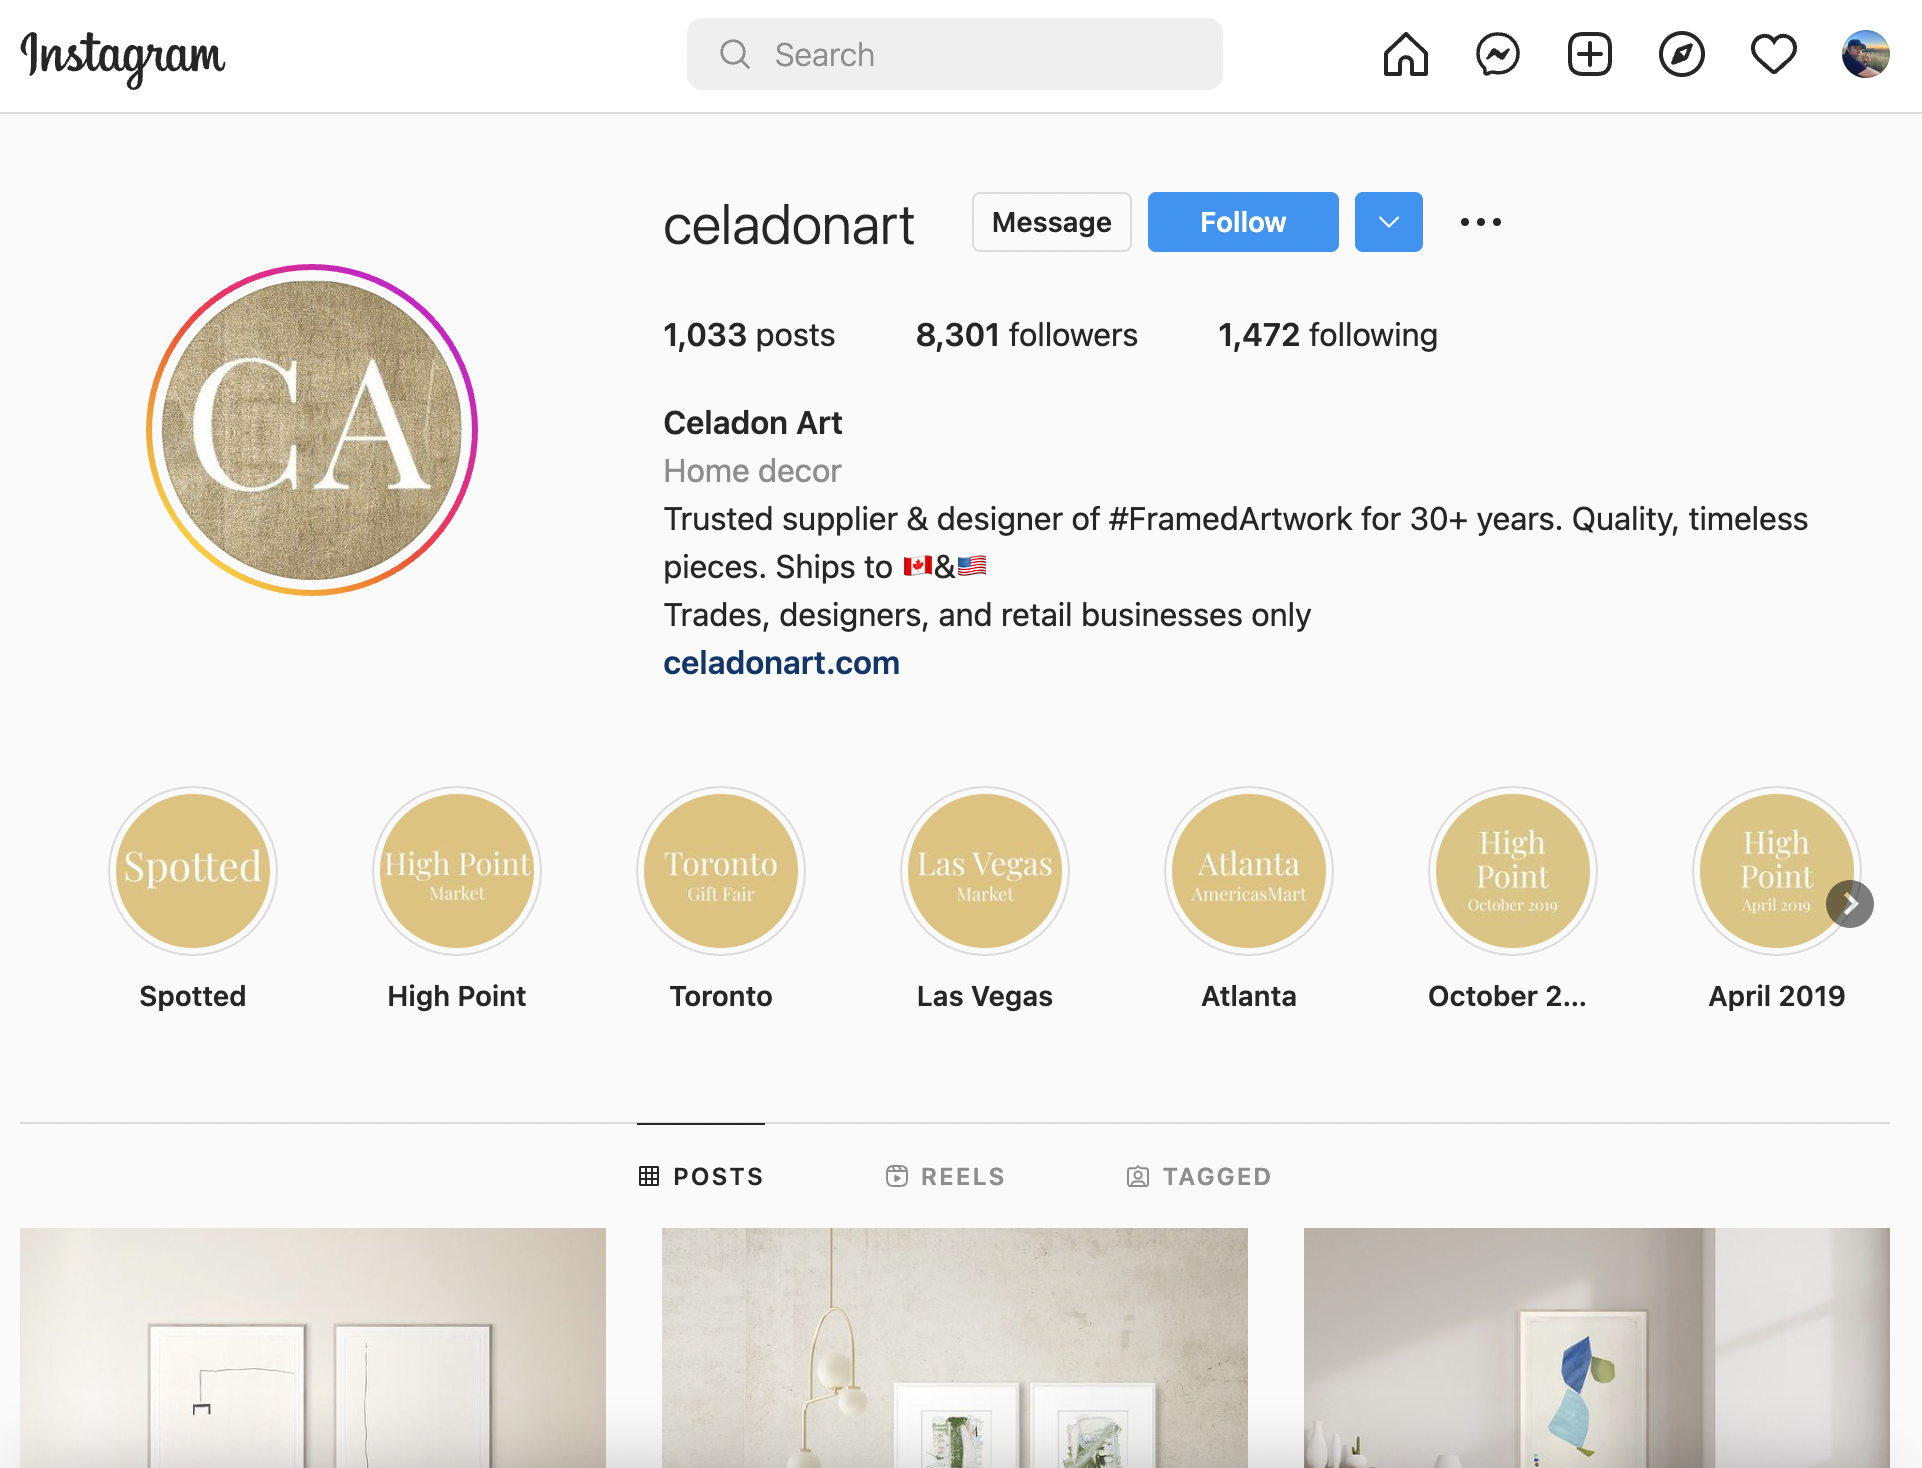 Instagram
Search
celadonart
Message
Follow
1,033 posts
8,301 followers
1,472 following
CA
Celadon Art
Home decor
Trusted supplier & designer of #FramedArtwork for 30+ years. Quality, timeless
pieces. Ships to 🇨🇦&🇺🇸
Trades, designers, and retail businesses only
celadonart.com
Spotted
High Point
Market
Toronto
Gift Fair
Las Vegas
Market
Atlanta
AmericasMart
High
Point
October 2019
High
Point
April 2019
Spotted
High Point
Toronto
Las Vegas
Atlanta
October 2...
April 2019
POSTS
REELS
TAGGED